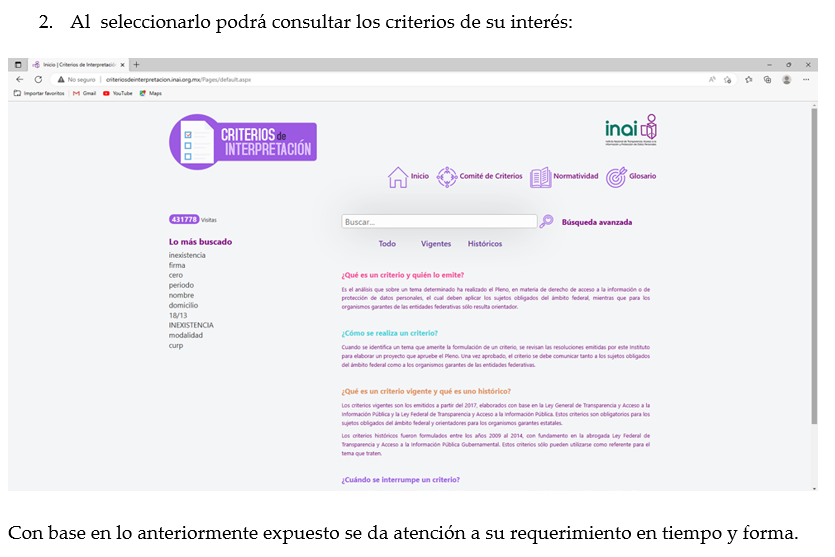 2. Al seleccionarlo podrá consultar los criterios de su interés:
Inicio | Criterios de Interpretación
No seguro | criteriosdeinterpretacion.inai.org.mx/Pages/default.aspx
Importar favoritos Gmail YouTube Maps
CRITERIOS de
INTERPRETACIÓN
inai
Instituto Nacional de Transparencia, Acceso a la
Información y Protección de Datos Personales
Inicio Comité de Criterios Normatividad Glosario
431778 Visitas
Buscar... Búsqueda avanzada
Todo Vigentes Históricos
Lo más buscado
inexistencia
firma
cero
periodo
nombre
domicilio
18/13
INEXISTENCIA
modalidad
curp
¿Qué es un criterio y quién lo emite?
Es el análisis que sobre un tema determinado ha realizado el Pleno, en materia de derecho de acceso a la información o de
protección de datos personales, el cual deben aplicar los sujetos obligados del ámbito federal, mientras que para los
organismos garantes de las entidades federativas sólo resulta orientador.
¿Cómo se realiza un criterio?
Cuando se identifica un tema que amerite la formulación de un criterio, se revisan las resoluciones emitidas por este Instituto
para elaborar un proyecto que apruebe el Pleno. Una vez aprobado, el criterio se debe comunicar tanto a los sujetos obligados
del ámbito federal como a los organismos garantes de las entidades federativas.
¿Qué es un criterio vigente y qué es uno histórico?
Los criterios vigentes son los emitidos a partir del 2017, elaborados con base en la Ley General de Transparencia y Acceso a la
Información Pública y la Ley Federal de Transparencia y Acceso a la Información Pública. Estos criterios son obligatorios para los
sujetos obligados del ámbito federal y orientadores para los organismos garantes estatales.
Los criterios históricos fueron formulados entre los años 2009 al 2014, con fundamento en la abrogada Ley Federal de
Transparencia y Acceso a la Información Pública Gubernamental. Estos criterios sólo pueden utilizarse como referente para el
tema que traten.
¿Cuándo se interrumpe un criterio?
Con base en lo anteriormente expuesto se da atención a su requerimiento en tiempo y forma.